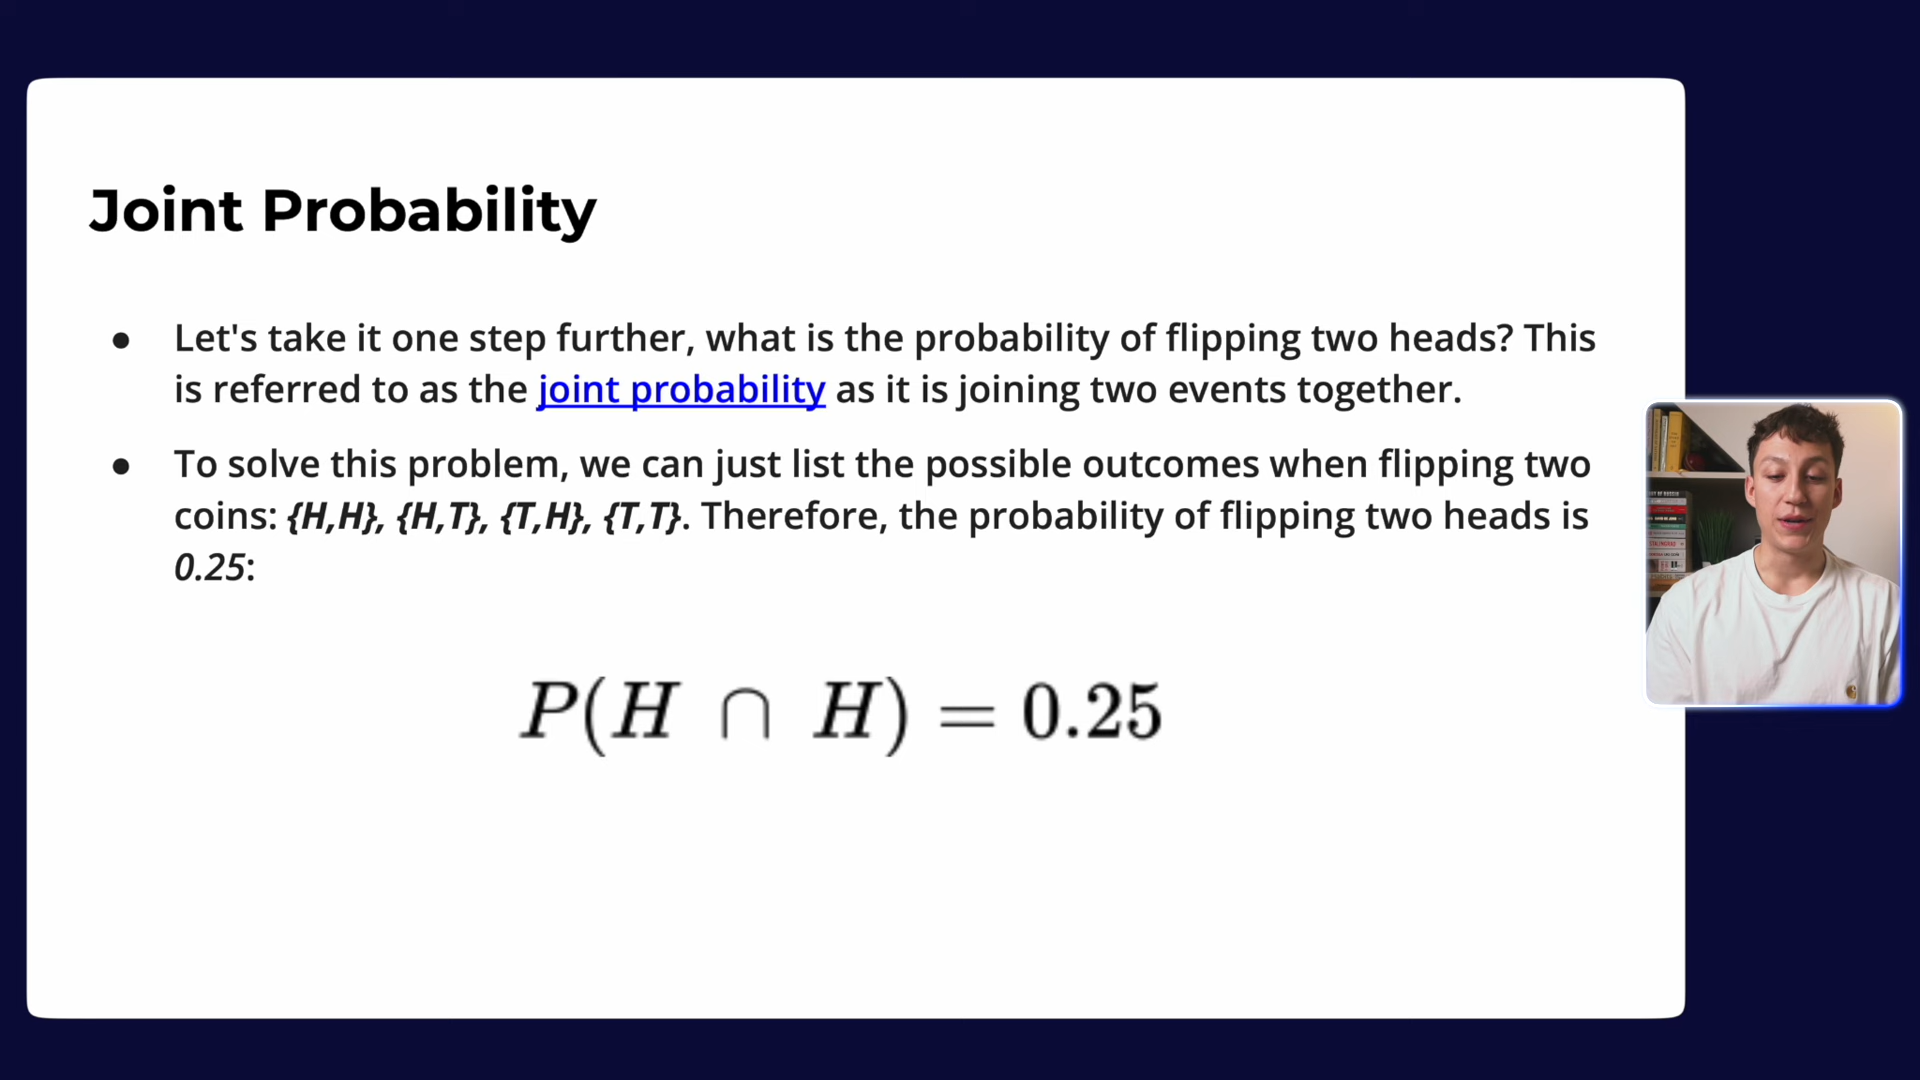 Joint Probability
● Let's take it one step further, what is the probability of flipping two heads? This
is referred to as the joint probability as it is joining two events together.
● To solve this problem, we can just list the possible outcomes when flipping two
coins: {H,H}, {H,T}, {T,H}, {T,T}. Therefore, the probability of flipping two heads is
0.25:
P(H ∩ H) = 0.25